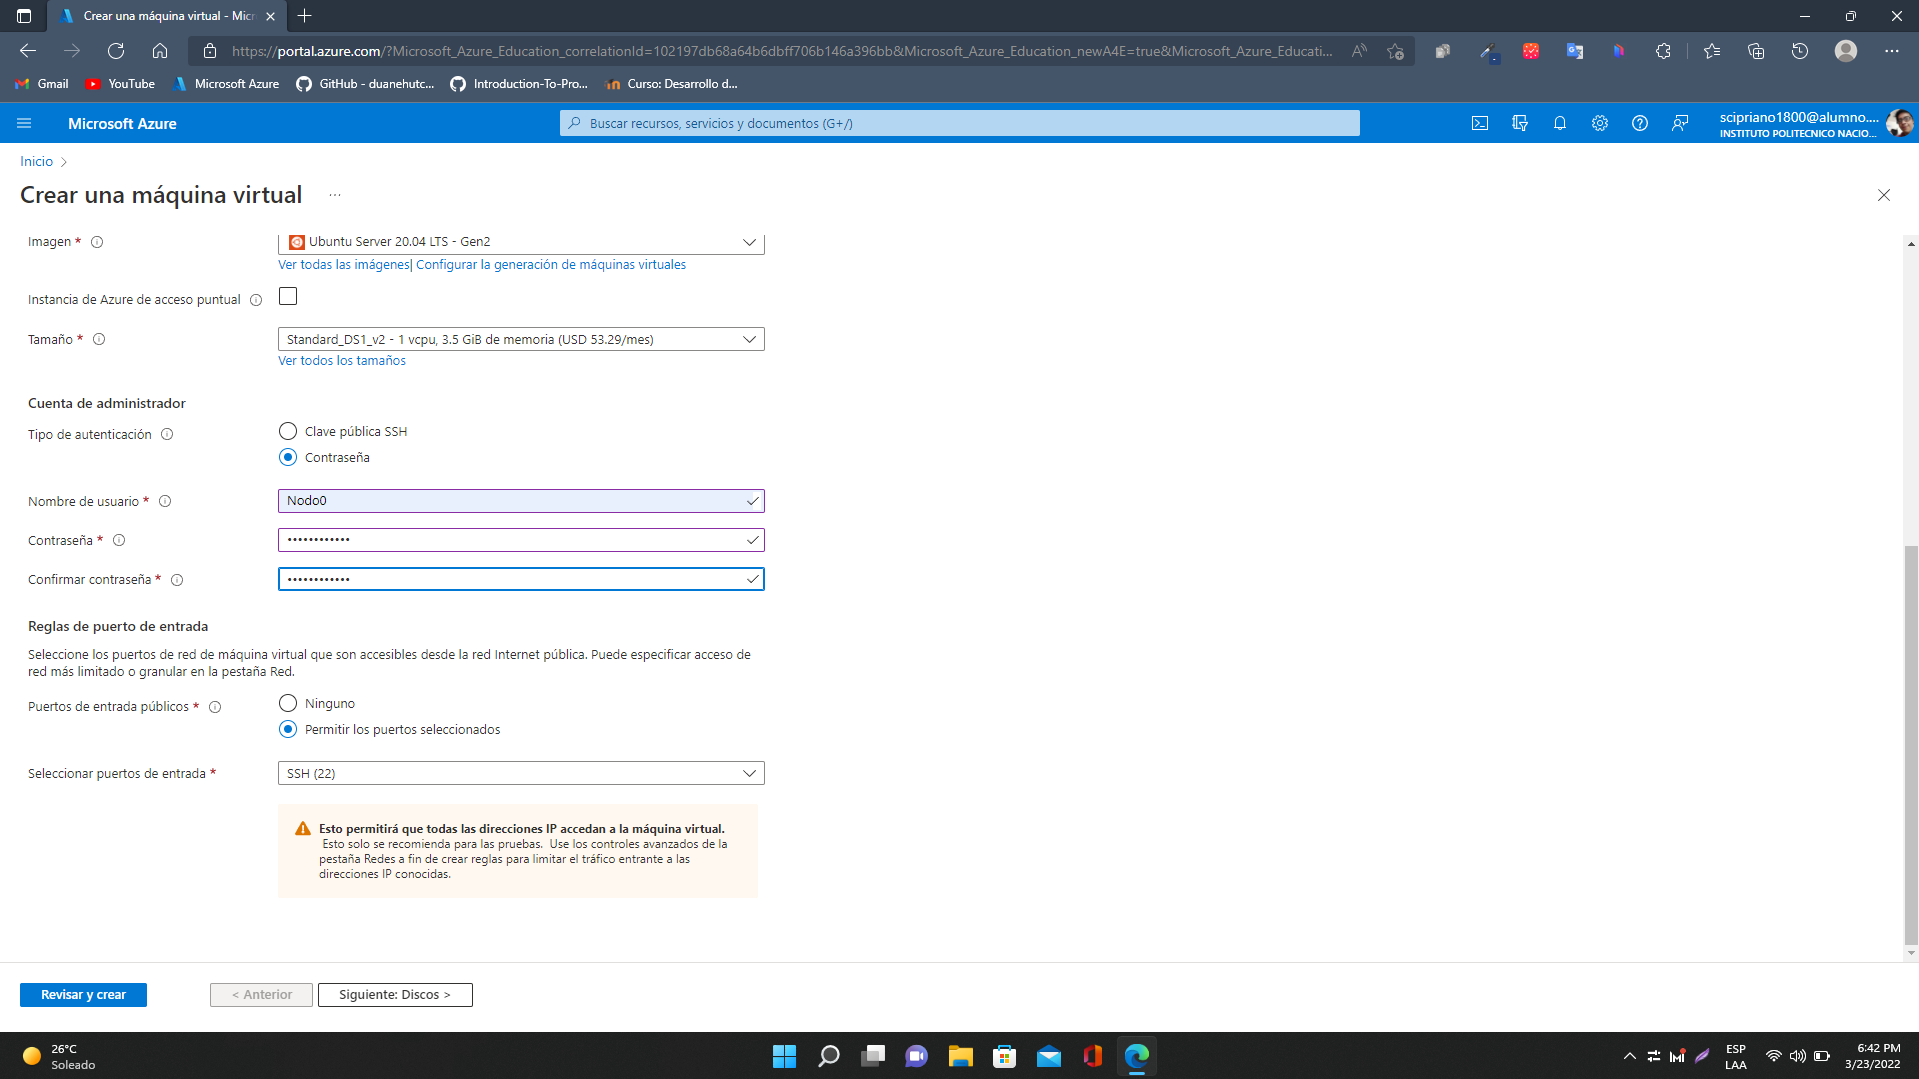 Crear una máquina virtual - Micr
https://portal.azure.com/?Microsoft_Azure_Education_correlationId=102197db68a64b6dbff706b146a396bb&Microsoft_Azure_Education_newA4E=true&Microsoft_Azure_Educati...
Gmail
YouTube
Microsoft Azure
GitHub - duanehutc...
Introduction-To-Pro...
Curso: Desarrollo d...
Microsoft Azure
Buscar recursos, servicios y documentos (G+/)
scipriano1800@alumno....
INSTITUTO POLITECNICO NACIO...
Inicio >
Crear una máquina virtual ...
Imagen *
Ubuntu Server 20.04 LTS - Gen2
Ver todas las imágenes| Configurar la generación de máquinas virtuales
Instancia de Azure de acceso puntual
Tamaño *
Standard_DS1_v2 - 1 vcpu, 3.5 GiB de memoria (USD 53.29/mes)
Ver todos los tamaños
Cuenta de administrador
Tipo de autenticación
Clave pública SSH
Contraseña
Nombre de usuario *
Nodo0
Contraseña *
••••••••••••
Confirmar contraseña *
••••••••••••
Reglas de puerto de entrada
Seleccione los puertos de red de máquina virtual que son accesibles desde la red Internet pública. Puede especificar acceso de
red más limitado o granular en la pestaña Red.
Puertos de entrada públicos *
Ninguno
Permitir los puertos seleccionados
Seleccionar puertos de entrada *
SSH (22)
Esto permitirá que todas las direcciones IP accedan a la máquina virtual.
Esto solo se recomienda para las pruebas. Use los controles avanzados de la
pestaña Redes a fin de crear reglas para limitar el tráfico entrante a las
direcciones IP conocidas.
Revisar y crear
< Anterior
Siguiente: Discos >
26°C
Soleado
ESP
LAA
6:42 PM
3/23/2022